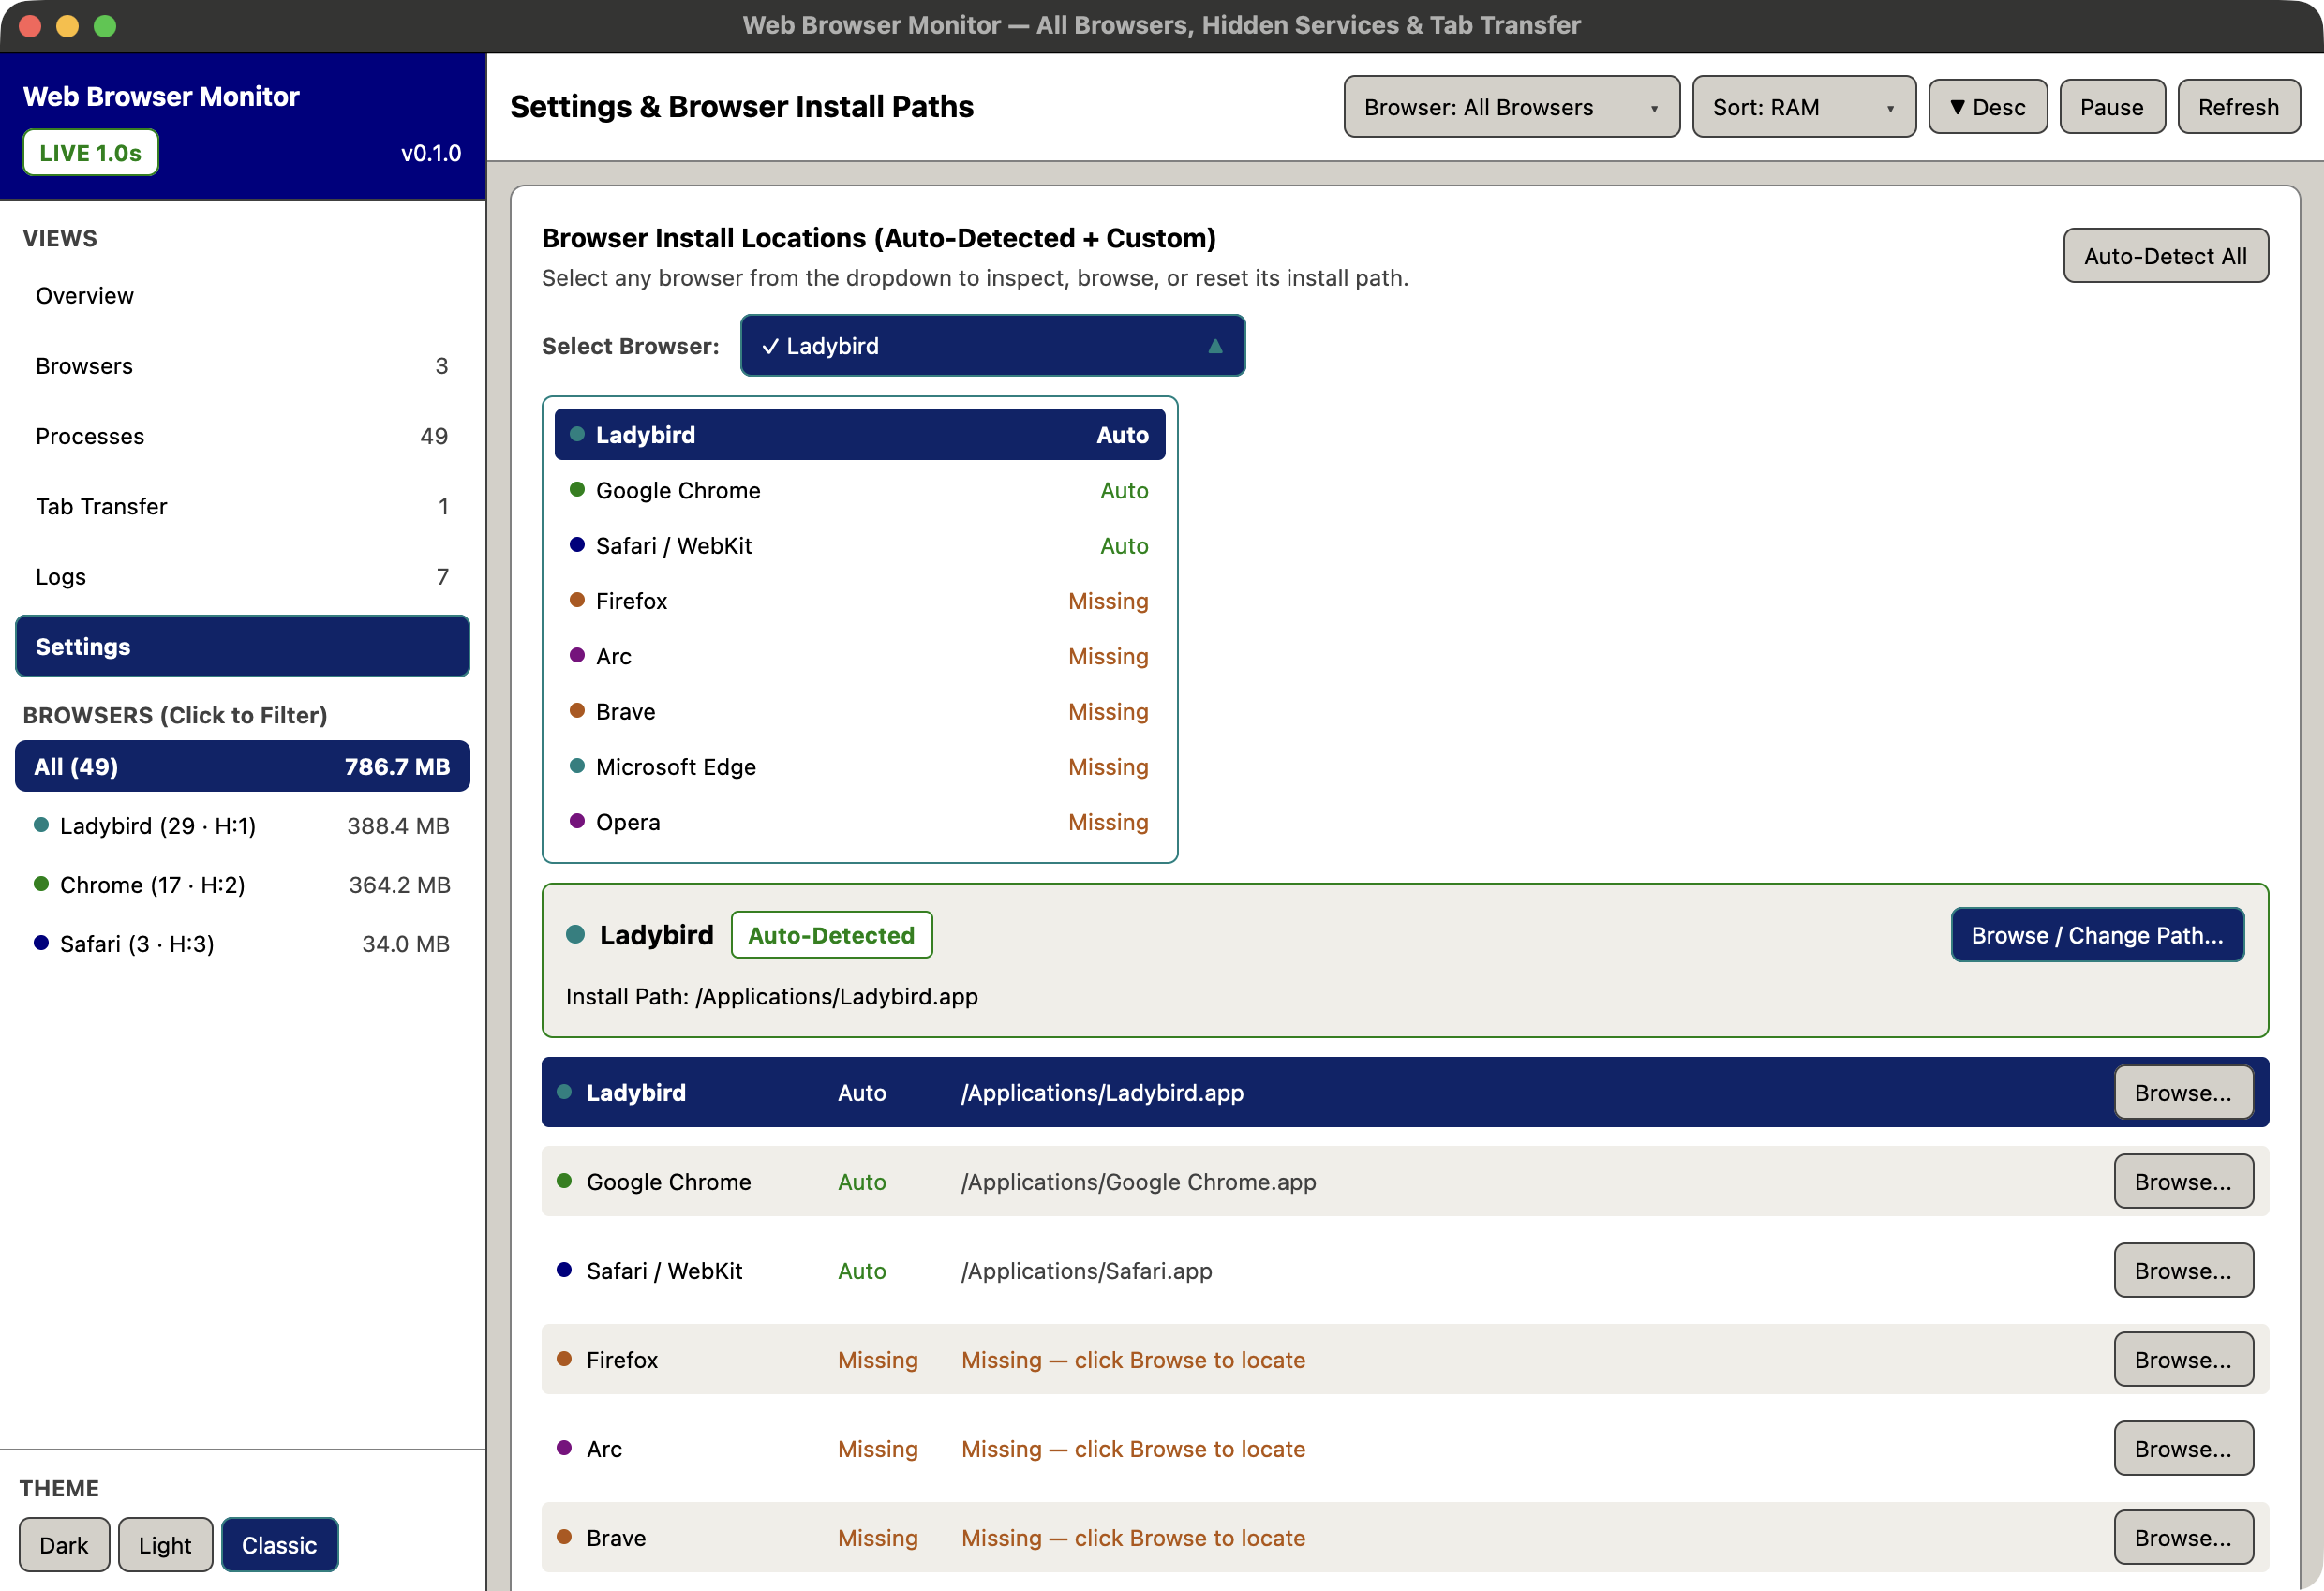 Web Browser Monitor — All Browsers, Hidden Services & Tab Transfer
Web Browser Monitor
LIVE 1.0s
v0.1.0
VIEWS
Overview
Browsers 3
Processes 49
Tab Transfer 1
Logs 7
Settings
BROWSERS (Click to Filter)
All (49) 786.7 MB
Ladybird (29 · H:1) 388.4 MB
Chrome (17 · H:2) 364.2 MB
Safari (3 · H:3) 34.0 MB
THEME
Dark Light Classic
Settings & Browser Install Paths
Browser: All Browsers ▾ Sort: RAM ▾ ▼ Desc Pause Refresh
Browser Install Locations (Auto-Detected + Custom)
Select any browser from the dropdown to inspect, browse, or reset its install path.
Auto-Detect All
Select Browser: ✓ Ladybird ▲
Ladybird Auto
Google Chrome Auto
Safari / WebKit Auto
Firefox Missing
Arc Missing
Brave Missing
Microsoft Edge Missing
Opera Missing
Ladybird Auto-Detected Browse / Change Path...
Install Path: /Applications/Ladybird.app
Ladybird Auto /Applications/Ladybird.app Browse...
Google Chrome Auto /Applications/Google Chrome.app Browse...
Safari / WebKit Auto /Applications/Safari.app Browse...
Firefox Missing Missing — click Browse to locate Browse...
Arc Missing Missing — click Browse to locate Browse...
Brave Missing Missing — click Browse to locate Browse...